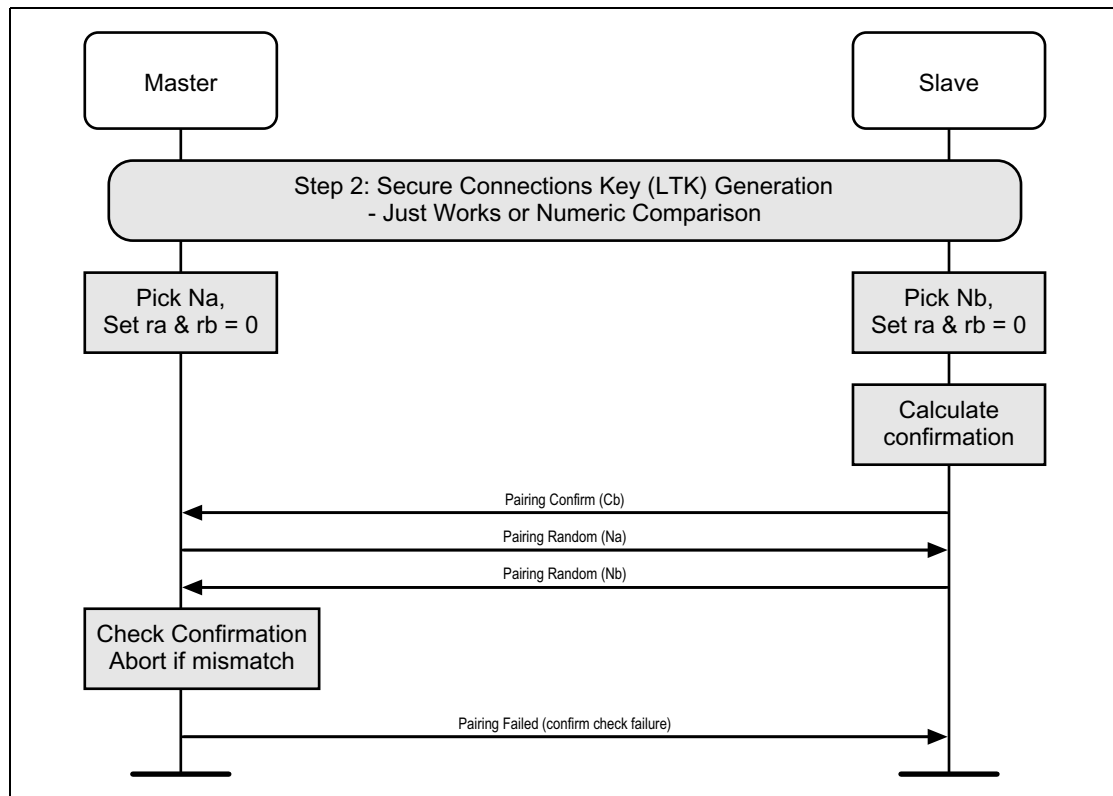 Master
Slave
Step 2: Secure Connections Key (LTK) Generation
- Just Works or Numeric Comparison
Pick Na,
Set ra & rb = 0
Pick Nb,
Set ra & rb = 0
Calculate
confirmation
Pairing Confirm (Cb)
Pairing Random (Na)
Pairing Random (Nb)
Check Confirmation
Abort if mismatch
Pairing Failed (confirm check failure)